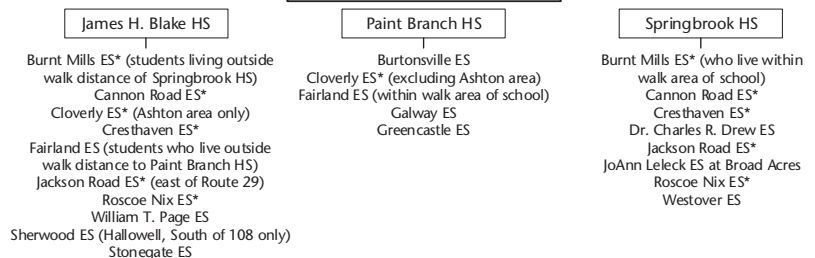 James H. Blake HS
Burnt Mills ES* (students living outside
walk distance of Springbrook HS)
Cannon Road ES*
Cloverly ES* (Ashton area only)
Cresthaven ES*
Fairland ES (students who live outside
walk distance to Paint Branch HS)
Jackson Road ES* (east of Route 29)
Roscoe Nix ES*
William T. Page ES
Sherwood ES (Hallowell, South of 108 only)
Stonegate ES
Paint Branch HS
Burtonsville ES
Cloverly ES* (excluding Ashton area)
Fairland ES (within walk area of school)
Galway ES
Greencastle ES
Springbrook HS
Burnt Mills ES* (who live within
walk area of school)
Cannon Road ES*
Cresthaven ES*
Dr. Charles R. Drew ES
Jackson Road ES*
JoAnn Leleck ES at Broad Acres
Roscoe Nix ES*
Westover ES